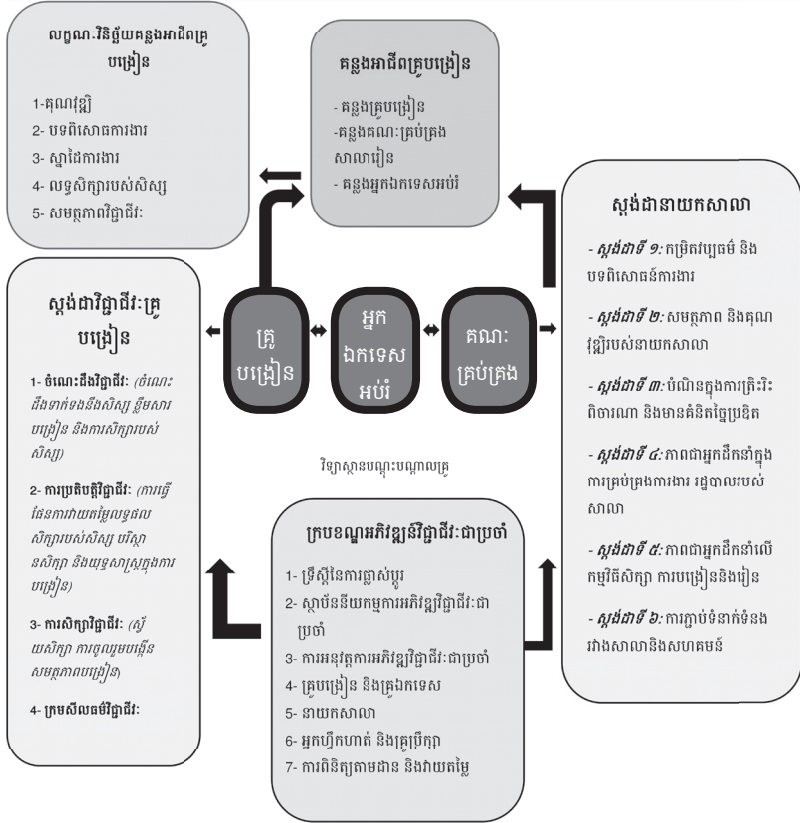 លក្ខណៈវិនិច្ឆ័យគន្លងអាជីពគ្រូ
បង្រៀន
1-គុណវុឌ្ឍិ
2- បទពិសោធការងារ
3- ស្នាដៃការងារ
4- លទ្ធសិក្សារបស់សិស្ស
5- សមត្ថភាពវិជ្ជាជីវៈ
គន្លងអាជីពគ្រូបង្រៀន
- គន្លងគ្រូបង្រៀន
-គន្លងគណៈគ្រប់គ្រង
សាលារៀន
- គន្លងអ្នកឯកទេសអប់រំ
ស្តង់ដានាយកសាលា
- ស្តង់ដាទី ១: កម្រិតវប្បធម៌ និង
បទពិសោធន៍ការងារ
- ស្តង់ដាទី ២: សមត្ថភាព និងគុណ
វុឌ្ឍិរបស់នាយកសាលា
- ស្តង់ដាទី ៣: បំណិនក្នុងការត្រិះរិះ
ពិចារណា និងមានគំនិតច្នៃប្រឌិត
- ស្តង់ដាទី ៤: ភាពជាអ្នកដឹកនាំក្នុង
ការគ្រប់គ្រងការងារ រដ្ឋបាលរបស់
សាលា
- ស្តង់ដាទី ៥: ភាពជាអ្នកដឹកនាំលើ
កម្មវិធីសិក្សា ការបង្រៀននិងរៀន
- ស្តង់ដាទី ៦: ការភ្ជាប់ទំនាក់ទំនង
រវាងសាលានិងសហគមន៍
ស្តង់ដាវិជ្ជាជីវៈគ្រូ
បង្រៀន
1- ចំណេះដឹងវិជ្ជាជីវៈ (ចំណេះ
ដឹងទាក់ទងនឹងសិស្ស ខ្លឹមសារ
បង្រៀន និងការសិក្សារបស់
សិស្ស)
2- ការប្រតិបត្តិវិជ្ជាជីវៈ (ការធ្វើ
ផែនការវាយតម្លៃលទ្ធផល
សិក្សារបស់សិស្ស បរិស្ថា
នសិក្សា និងយុទ្ធសាស្ត្រក្នុងការ
បង្រៀន)
3- ការសិក្សាវិជ្ជាជីវៈ (ស្វ័
យសិក្សា ការចូលរួមបង្កើន
សមត្ថភាពបង្រៀន)
4- ក្រមសីលធម៌វិជ្ជាជីវៈ
គ្រូ
បង្រៀន
អ្នក
ឯកទេស
អប់រំ
គណៈ
គ្រប់គ្រង
វិទ្យាស្ថានបណ្តុះបណ្តាលគ្រូ
ក្របខណ្ឌអភិវឌ្ឍន៍វិជ្ជាជីវៈជាប្រចាំ
1- ទ្រឹស្តីនៃការផ្លាស់ប្តូរ
2- ស្ថាប័ននីយកម្មការអភិវឌ្ឍវិជ្ជាជីវៈជា
ប្រចាំ
3- ការអនុវត្តការអភិវឌ្ឍវិជ្ជាជីវៈជាប្រចាំ
4- គ្រូបង្រៀន និងគ្រូឯកទេស
5- នាយកសាលា
6- អ្នកហ្វឹកហាត់ និងគ្រូប្រឹក្សា
7- ការពិនិត្យតាមដាន និងវាយតម្លៃ